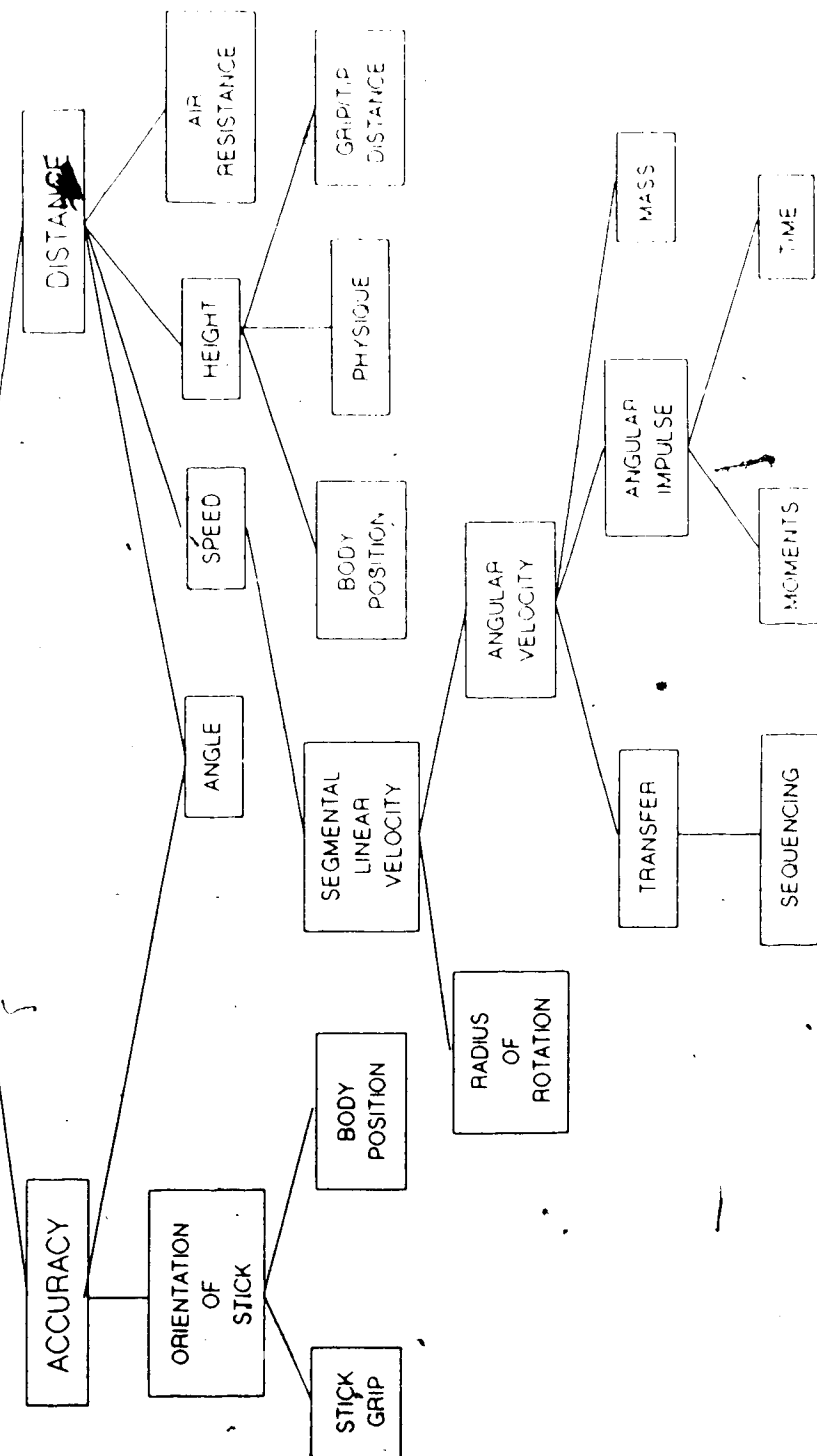 ACCURACY
DISTANCE
ORIENTATION
OF
STICK
ANGLE
SPEED
HEIGHT
AIR
RESISTANCE
STICK
GRIP
BODY
POSITION
SEGMENTAL
LINEAR
VELOCITY
BODY
POSITION
PHYSIQUE
GRIP/TIP
DISTANCE
RADIUS
OF
ROTATION
ANGULAR
VELOCITY
TRANSFER
ANGULAR
IMPULSE
MASS
SEQUENCING
MOMENTS
TIME